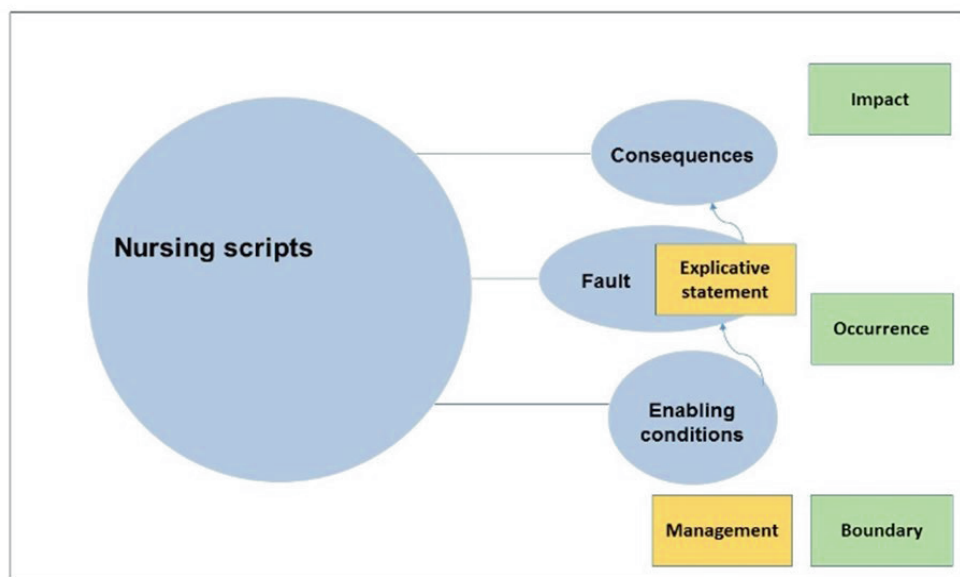 Impact
Consequences
Nursing scripts
Fault
Explicative
statement
Occurrence
Enabling
conditions
Management
Boundary